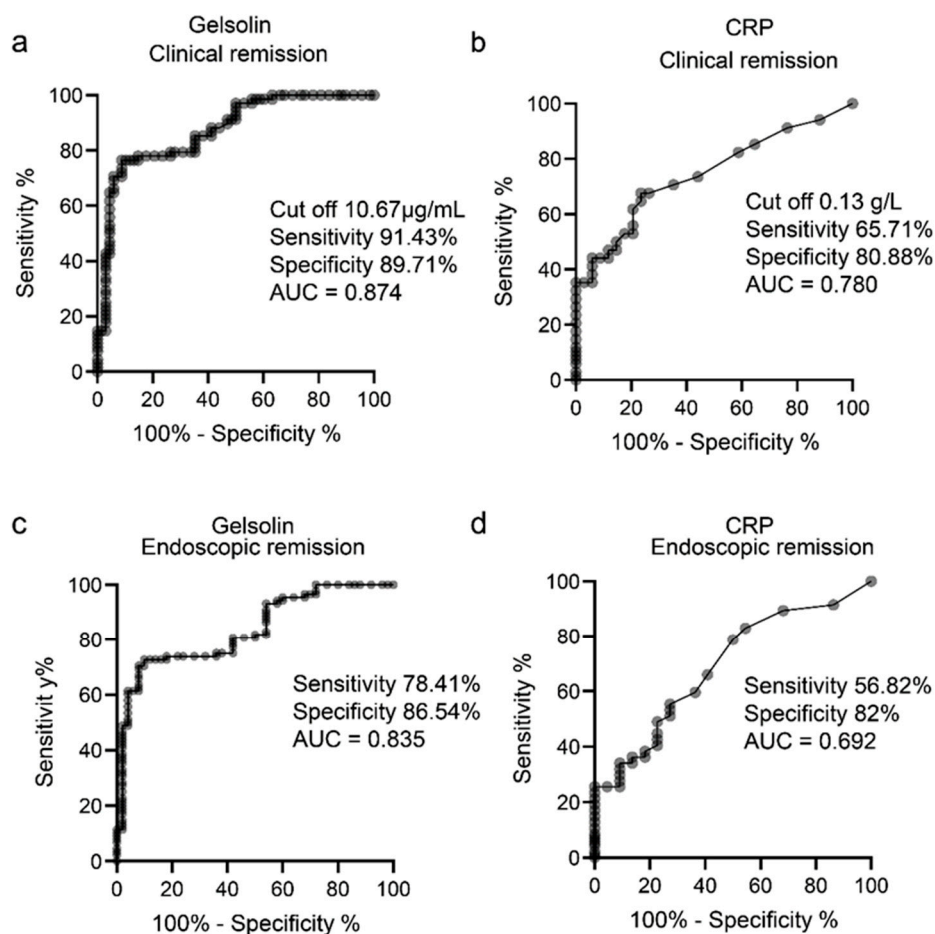 a
Gelsolin
Clinical remission
Sensitivity %
100
80
60
40
20
0
Cut off 10.67µg/mL
Sensitivity 91.43%
Specificity 89.71%
AUC = 0.874
0 20 40 60 80 100
100% - Specificity %
b
CRP
Clinical remission
Sensitivity %
100
80
60
40
20
0
Cut off 0.13 g/L
Sensitivity 65.71%
Specificity 80.88%
AUC = 0.780
0 20 40 60 80 100
100% - Specificity %
c
Gelsolin
Endoscopic remission
Sensitivit y%
100
80
60
40
20
0
Sensitivity 78.41%
Specificity 86.54%
AUC = 0.835
0 20 40 60 80 100
100% - Specificity %
d
CRP
Endoscopic remission
Sensitivity %
100
80
60
40
20
0
Sensitivity 56.82%
Specificity 82%
AUC = 0.692
0 20 40 60 80 100
100% - Specificity %